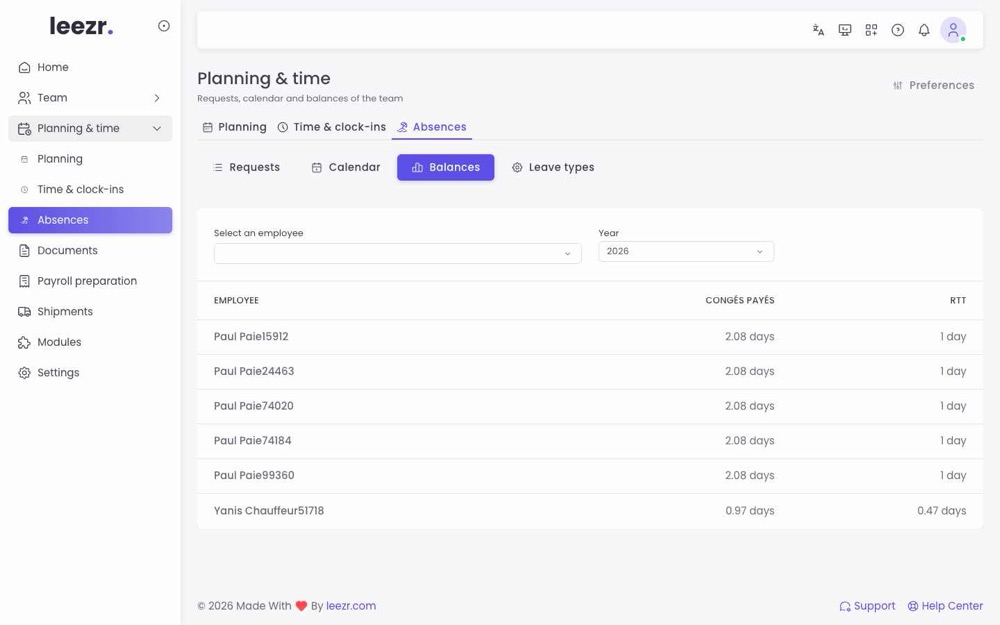 leezr.
Home
Team
Planning & time
Planning
Time & clock-ins
Absences
Documents
Payroll preparation
Shipments
Modules
Settings
Planning & time
Requests, calendar and balances of the team
Preferences
Planning Time & clock-ins Absences
Requests Calendar Balances Leave types
Select an employee Year
2026
EMPLOYEE CONGÉS PAYÉS RTT
Paul Paie15912 2.08 days 1 day
Paul Paie24463 2.08 days 1 day
Paul Paie74020 2.08 days 1 day
Paul Paie74184 2.08 days 1 day
Paul Paie99360 2.08 days 1 day
Yanis Chauffeur51718 0.97 days 0.47 days
© 2026 Made With ❤️ By leezr.com Support Help Center